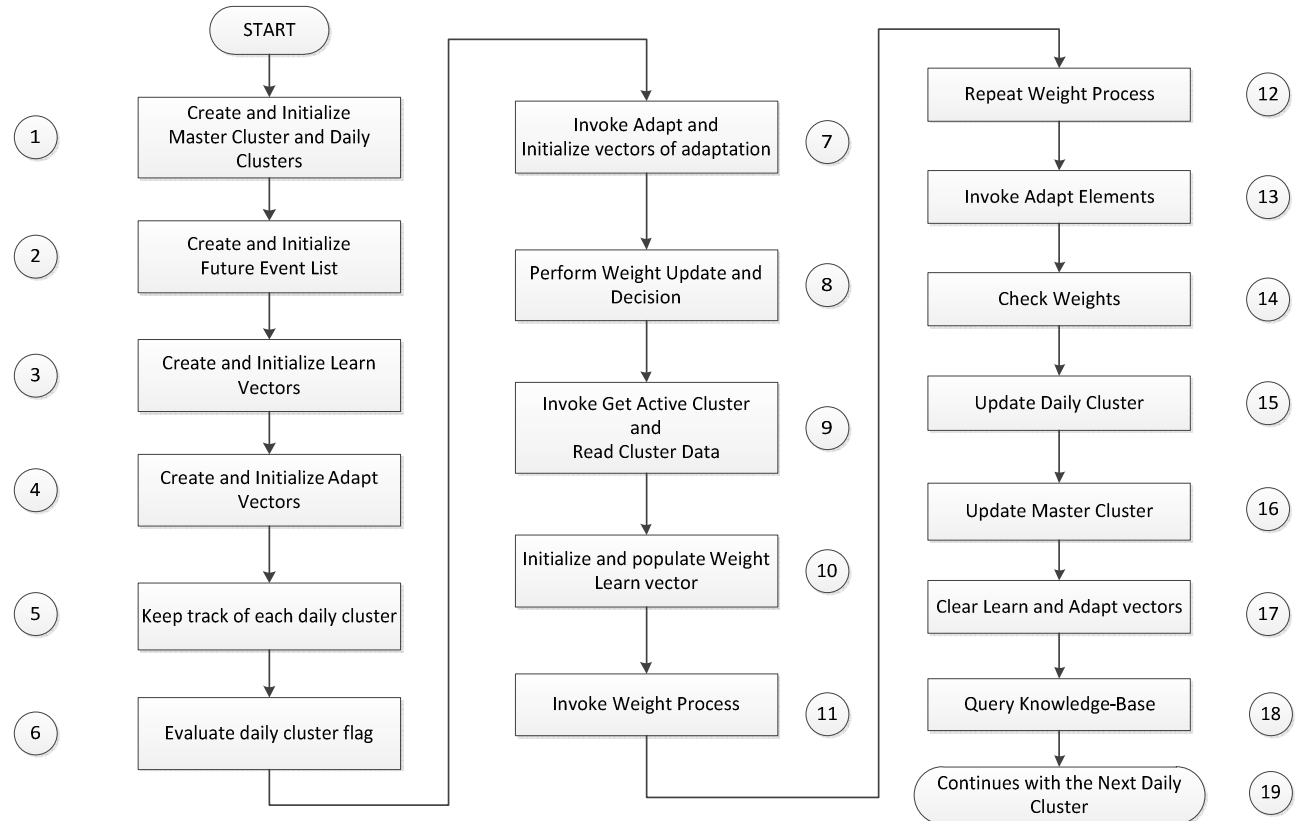 START
1
Create and Initialize
Master Cluster and Daily
Clusters
2
Create and Initialize
Future Event List
3
Create and Initialize Learn
Vectors
4
Create and Initialize Adapt
Vectors
5
Keep track of each daily cluster
6
Evaluate daily cluster flag
Invoke Adapt and
Initialize vectors of adaptation
7
Perform Weight Update and
Decision
8
Invoke Get Active Cluster
and
Read Cluster Data
9
Initialize and populate Weight
Learn vector
10
Invoke Weight Process
11
Repeat Weight Process
12
Invoke Adapt Elements
13
Check Weights
14
Update Daily Cluster
15
Update Master Cluster
16
Clear Learn and Adapt vectors
17
Query Knowledge-Base
18
Continues with the Next Daily
Cluster
19